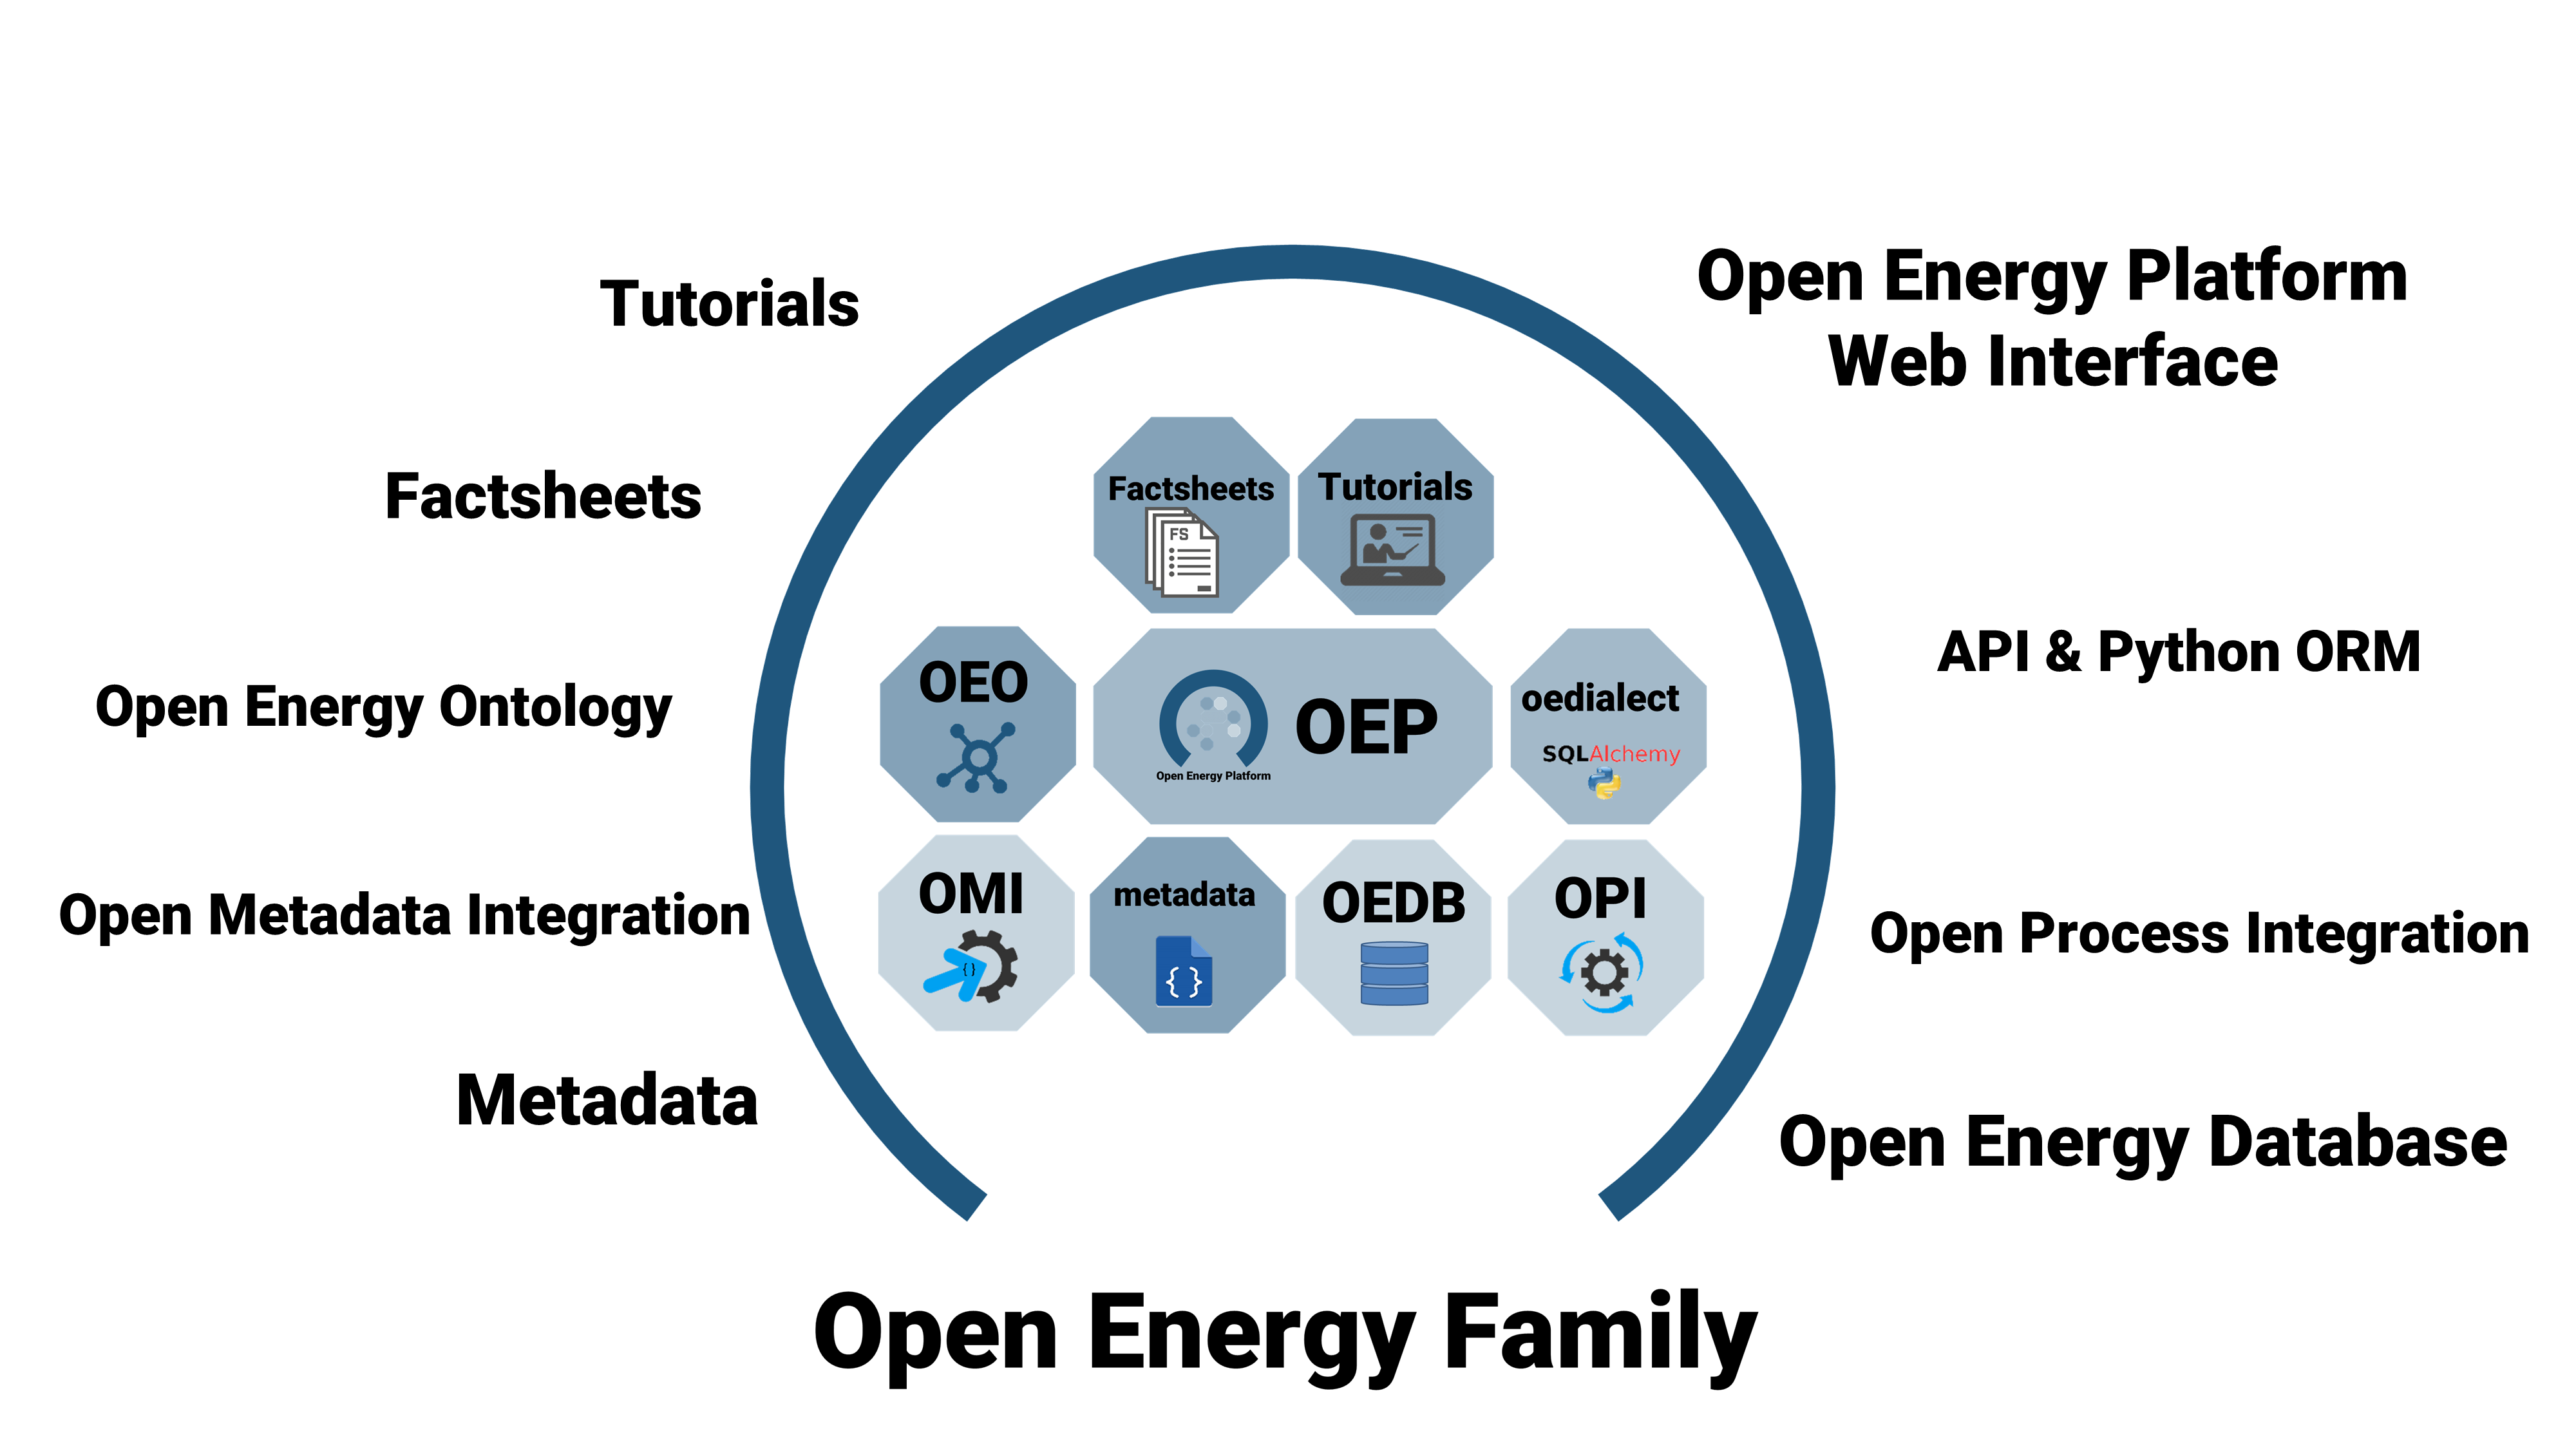 Tutorials
Open Energy Platform
Web Interface
Factsheets
Factsheets
FS
Tutorials
Open Energy Ontology
OEO
OEP
Open Energy Platform
oedialect
SQLAlchemy
API & Python ORM
Open Metadata Integration
OMI
{ }
metadata
{ }
OEDB
OPI
Open Process Integration
Metadata
Open Energy Database
Open Energy Family